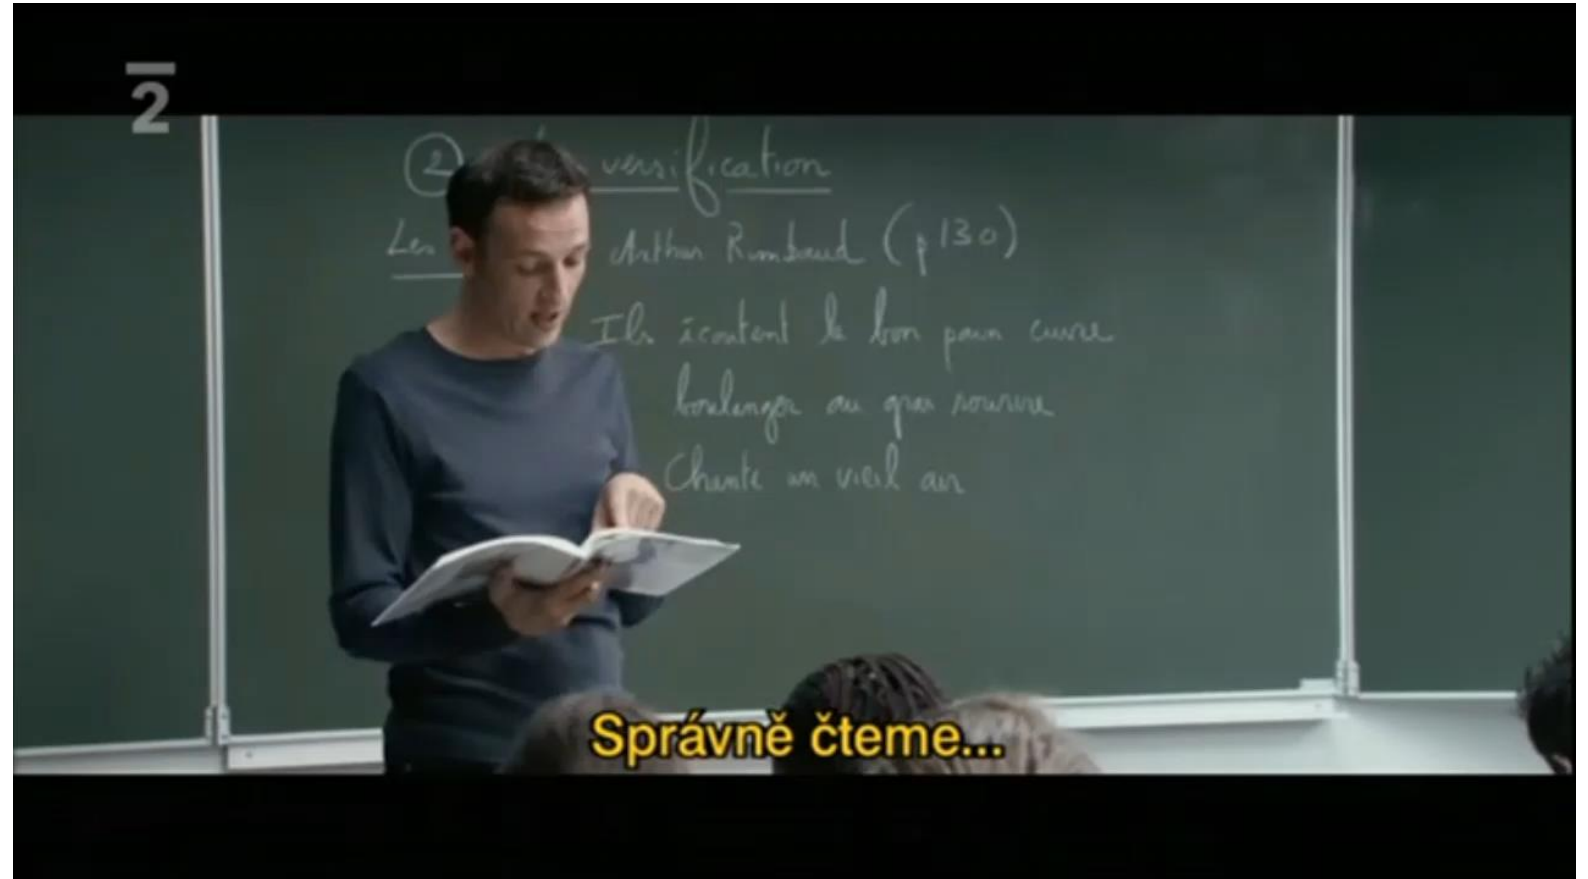 2
② versification
Les Arthur Rimbaud (p130)
Ils écoutent le bon pain cuire
boulanger au gras sourire
Chante un vieil air
Správně čteme...